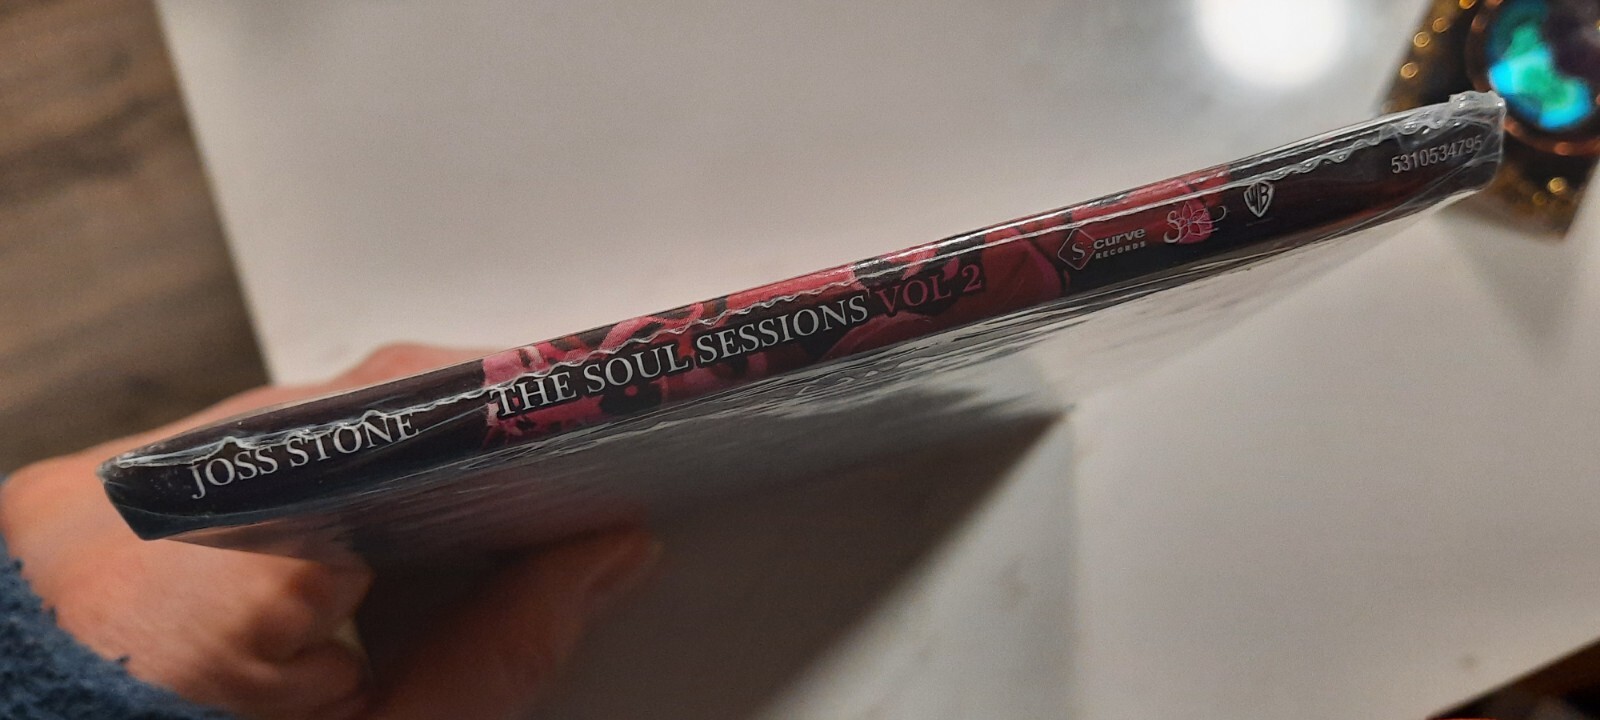 JOSS STONE THE SOUL SESSIONS VOL 2
S-curve
RECORDS
WB
5310534795